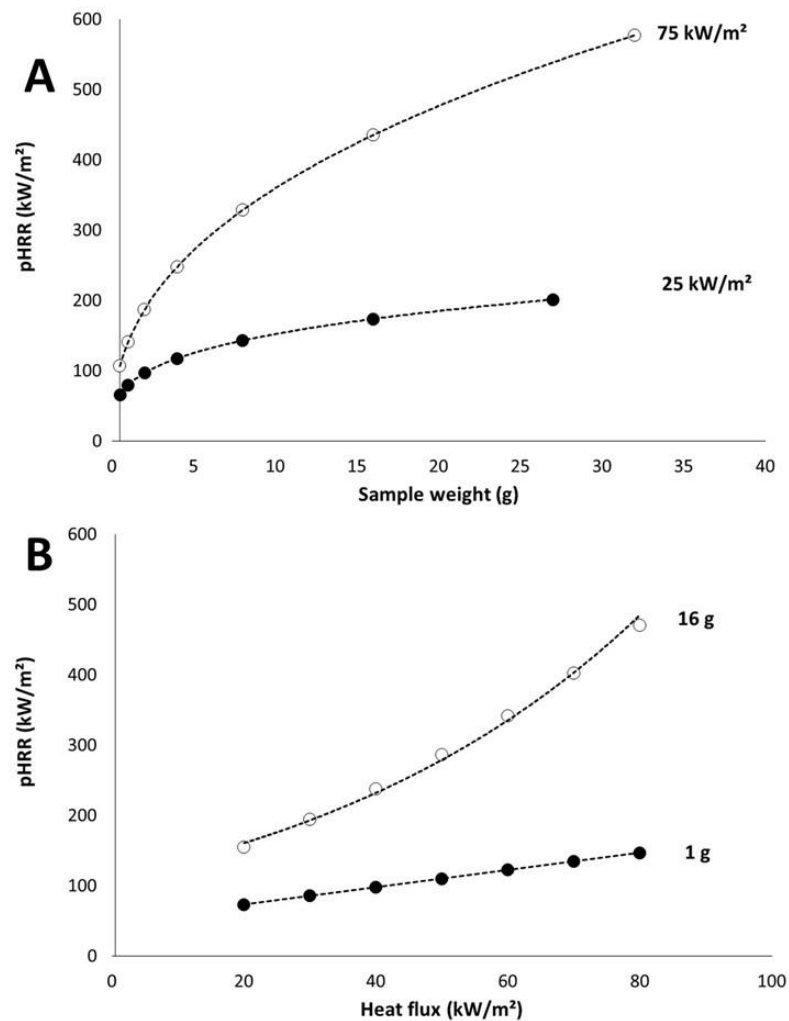 A
pHRR (kW/m²)
600
500
400
300
200
100
0
75 kW/m²
25 kW/m²
0 5 10 15 20 25 30 35 40
Sample weight (g)
B
pHRR (kW/m²)
600
500
400
300
200
100
0
16 g
1 g
0 20 40 60 80 100
Heat flux (kW/m²)